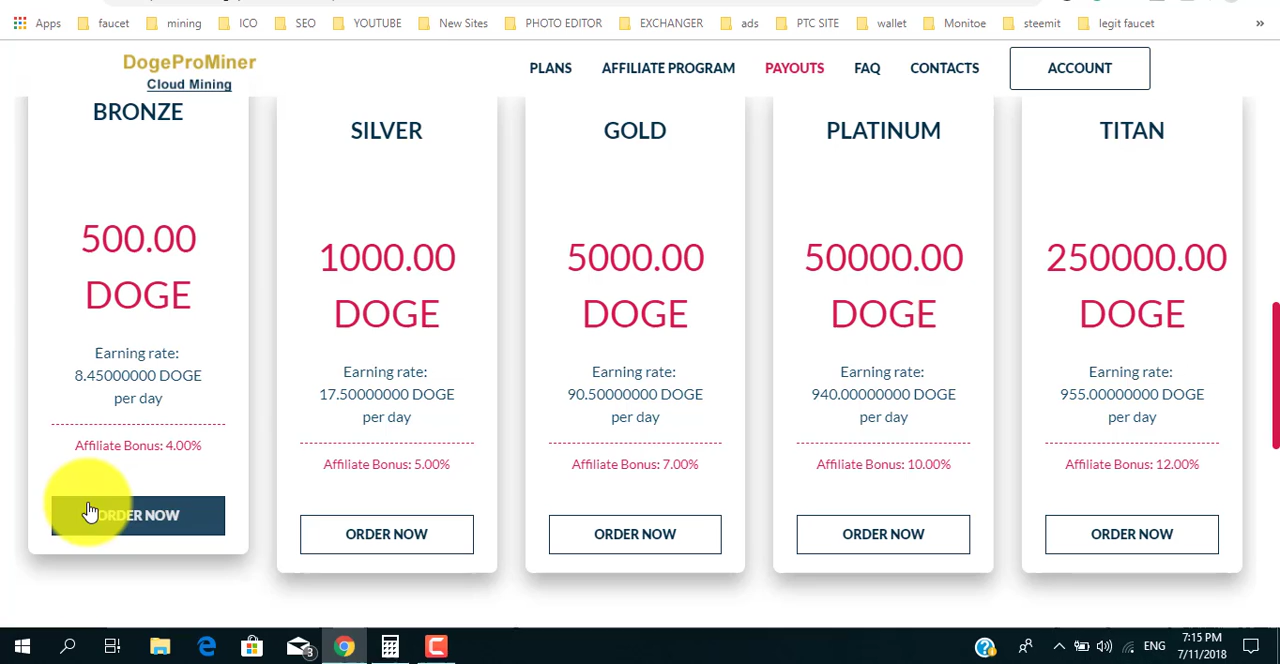 Apps faucet mining ICO SEO YOUTUBE New Sites PHOTO EDITOR EXCHANGER ads PTC SITE wallet Monitoe steemit legit faucet »
DogeProMiner
Cloud Mining
PLANS AFFILIATE PROGRAM PAYOUTS FAQ CONTACTS ACCOUNT
BRONZE
500.00
DOGE
Earning rate:
8.45000000 DOGE
per day
Affiliate Bonus: 4.00%
ORDER NOW
SILVER
1000.00
DOGE
Earning rate:
17.50000000 DOGE
per day
Affiliate Bonus: 5.00%
ORDER NOW
GOLD
5000.00
DOGE
Earning rate:
90.50000000 DOGE
per day
Affiliate Bonus: 7.00%
ORDER NOW
PLATINUM
50000.00
DOGE
Earning rate:
940.00000000 DOGE
per day
Affiliate Bonus: 10.00%
ORDER NOW
TITAN
250000.00
DOGE
Earning rate:
955.00000000 DOGE
per day
Affiliate Bonus: 12.00%
ORDER NOW
3
ENG
7:15 PM
7/11/2018